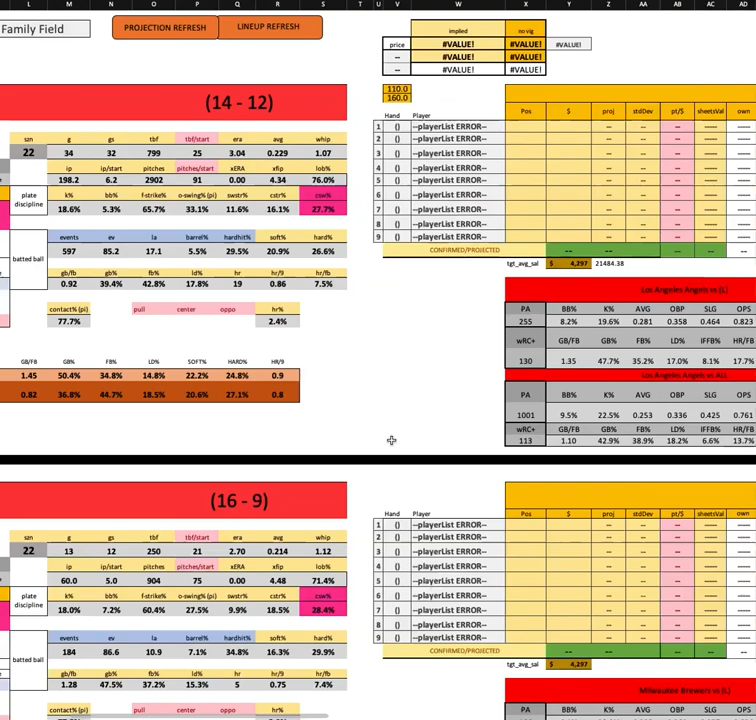 L M N O P Q R S T U V W X Y Z AA AB AC AD
Family Field
PROJECTION REFRESH LINEUP REFRESH
implied no vig
price #VALUE! #VALUE! #VALUE!
-- #VALUE! #VALUE!
-- #VALUE! #VALUE!
110.0
160.0
(14 - 12)
Hand Player Pos $ proj stdDev pt/$ sheetsVal own
1 () --playerList ERROR-- -- -- -- ----- --
2 () --playerList ERROR-- -- -- -- ----- --
3 () --playerList ERROR-- -- -- -- ----- --
4 () --playerList ERROR-- -- -- -- ----- --
5 () --playerList ERROR-- -- -- -- ----- --
6 () --playerList ERROR-- -- -- -- ----- --
7 () --playerList ERROR-- -- -- -- ----- --
8 () --playerList ERROR-- -- -- -- ----- --
9 () --playerList ERROR-- -- -- -- ----- --
CONFIRMED/PROJECTED -- -- -- ----- --
tgt_avg_sal $ 4,297 21484.38
szn g gs tbf tbf/start era avg whip
22 34 32 799 25 3.04 0.229 1.07
ip ip/start pitches pitches/start xERA xfip lob%
198.2 6.2 2902 91 0.00 4.34 76.0%
plate discipline k% bb% f-strike% o-swing% (pi) swstr% cstr% csw%
18.6% 5.3% 65.7% 33.1% 11.6% 16.1% 27.7%
batted ball events ev la barrel% hardhit% soft% hard%
597 85.2 17.1 5.5% 29.5% 20.9% 26.6%
gb/fb gb% fb% ld% hr hr/9 hr/fb
0.92 39.4% 42.8% 17.8% 19 0.86 7.5%
contact% (pi) pull center oppo hr%
77.7% 2.4%
GB/FB GB% FB% LD% SOFT% HARD% HR/9
1.45 50.4% 34.8% 14.8% 22.2% 24.8% 0.9
0.82 36.8% 44.7% 18.5% 20.6% 27.1% 0.8
Los Angeles Angels vs (L)
PA BB% K% AVG OBP SLG OPS
255 8.2% 19.6% 0.281 0.358 0.464 0.823
wRC+ GB/FB GB% FB% LD% IFFB% HR/FB
130 1.35 47.7% 35.2% 17.0% 8.1% 17.7%
Los Angeles Angels vs ALL
PA BB% K% AVG OBP SLG OPS
1001 9.5% 22.5% 0.253 0.336 0.425 0.761
wRC+ GB/FB GB% FB% LD% IFFB% HR/FB
113 1.10 42.9% 38.9% 18.2% 6.6% 13.7%
(16 - 9)
Hand Player Pos $ proj stdDev pt/$ sheetsVal own
1 () --playerList ERROR-- -- -- -- ----- --
2 () --playerList ERROR-- -- -- -- ----- --
3 () --playerList ERROR-- -- -- -- ----- --
4 () --playerList ERROR-- -- -- -- ----- --
5 () --playerList ERROR-- -- -- -- ----- --
6 () --playerList ERROR-- -- -- -- ----- --
7 () --playerList ERROR-- -- -- -- ----- --
8 () --playerList ERROR-- -- -- -- ----- --
9 () --playerList ERROR-- -- -- -- ----- --
CONFIRMED/PROJECTED -- -- -- ----- --
tgt_avg_sal $ 4,297
szn g gs tbf tbf/start era avg whip
22 13 12 250 21 2.70 0.214 1.12
ip ip/start pitches pitches/start xERA xfip lob%
60.0 5.0 904 75 0.00 4.48 71.4%
plate discipline k% bb% f-strike% o-swing% (pi) swstr% cstr% csw%
18.0% 7.2% 60.4% 27.5% 9.9% 18.5% 28.4%
batted ball events ev la barrel% hardhit% soft% hard%
184 86.6 10.9 7.1% 34.8% 16.3% 29.9%
gb/fb gb% fb% ld% hr hr/9 hr/fb
1.28 47.5% 37.2% 15.3% 5 0.75 7.4%
contact% (pi) pull center oppo hr%
Milwaukee Brewers vs (L)
PA BB% K% AVG OBP SLG OPS